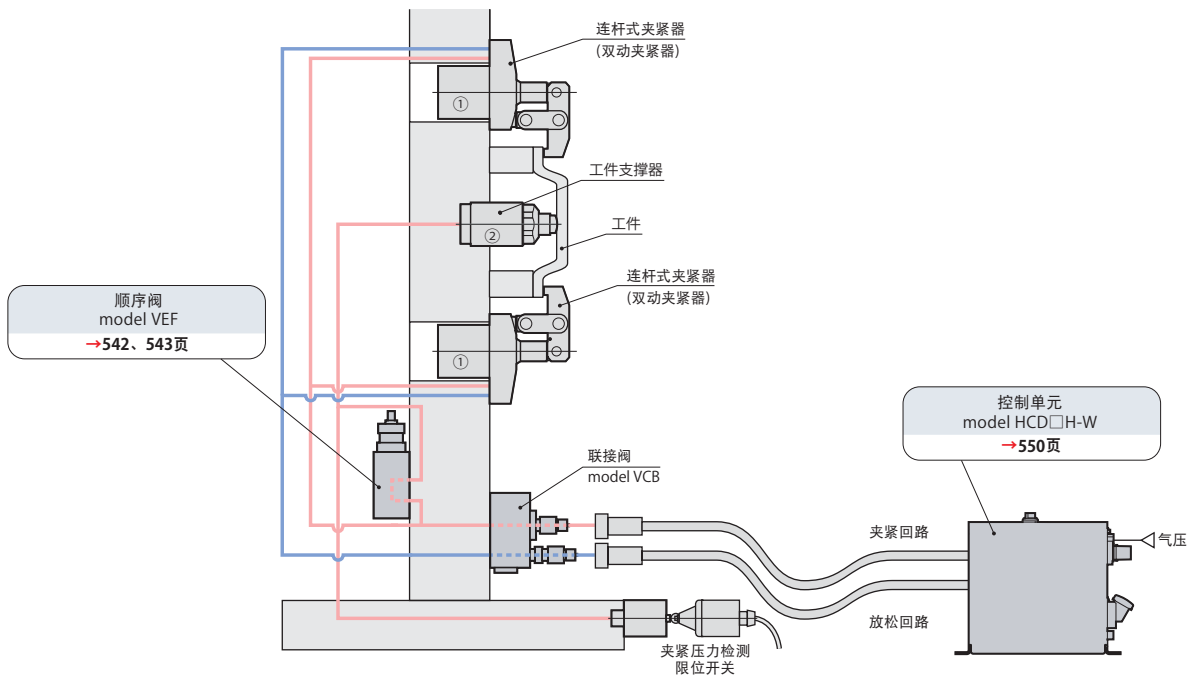 连杆式夹紧器
(双动夹紧器)
①
工件支撑器
②
工件
连杆式夹紧器
(双动夹紧器)
①
顺序阀
model VEF
→542、543页
控制单元
model HCD□H-W
→550页
联接阀
model VCB
夹紧回路
气压
放松回路
夹紧压力检测
限位开关